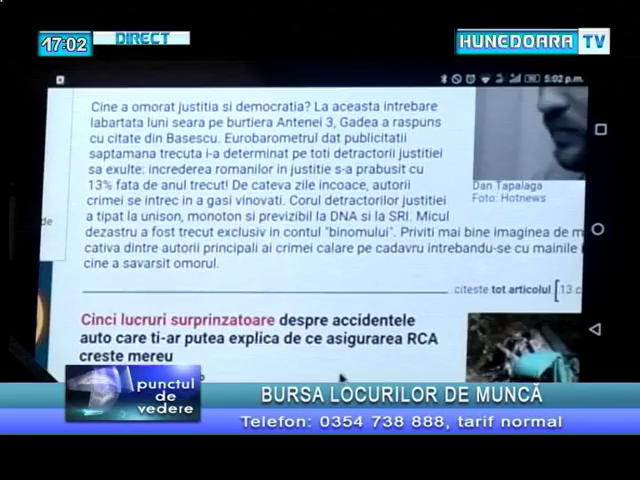 17:02
DIRECT
HUNEDOARA TV
5:02 p.m.
Cine a omorat justitia si democratia? La aceasta intrebare
labartata luni seara pe burtiera Antenei 3, Gadea a raspuns
cu citate din Basescu. Eurobarometrul dat publicitatii
saptamana trecuta i-a determinat pe toti detractorii justitiei
sa exulte: increderea romanilor in justitie s-a prabusit cu
13% fata de anul trecut! De cateva zile incoace, autorii
crimei se intrec in a gasi vinovati. Corul detractorilor justitiei
a tipat la unison, monoton si previzibil la DNA si la SRI. Micul
dezastru a fost trecut exclusiv in contul "binomului". Priviti mai bine imaginea de m
cativa dintre autorii principali ai crimei calare pe cadavru intrebandu-se cu mainile i
cine a savarsit omorul.
Dan Tapalaga
Foto: Hotnews
de
citeste tot articolul [13 c
Cinci lucruri surprinzatoare despre accidentele
auto care ti-ar putea explica de ce asigurarea RCA
creste mereu
punctul
de
vedere
BURSA LOCURILOR DE MUNCĂ
Telefon: 0354 738 888, tarif normal